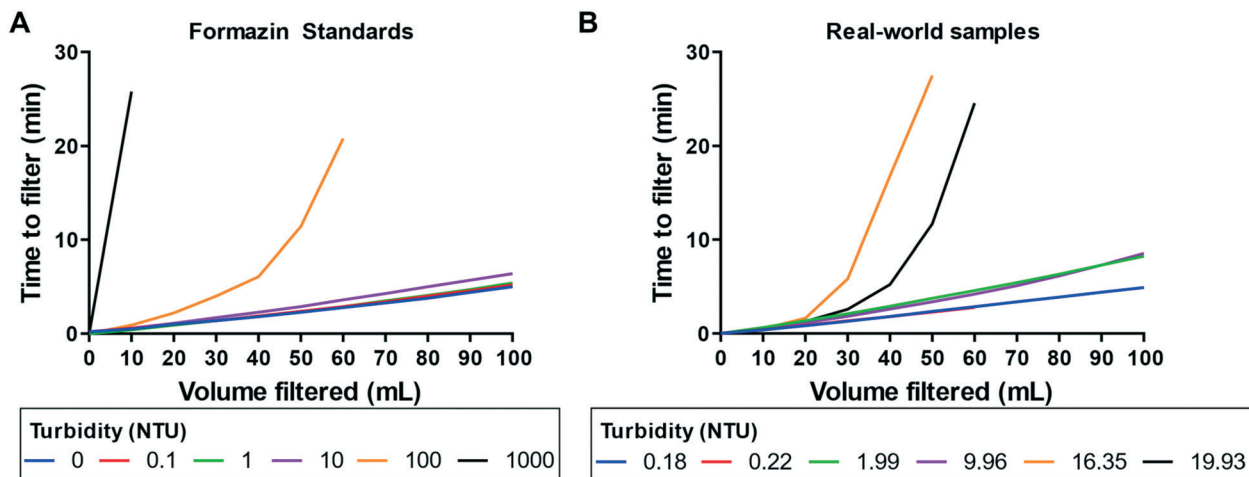 A
Formazin Standards
Time to filter (min)
30
20
10
0
0 10 20 30 40 50 60 70 80 90 100
Volume filtered (mL)
Turbidity (NTU)
0 0.1 1 10 100 1000
B
Real-world samples
Time to filter (min)
30
20
10
0
0 10 20 30 40 50 60 70 80 90 100
Volume filtered (mL)
Turbidity (NTU)
0.18 0.22 1.99 9.96 16.35 19.93